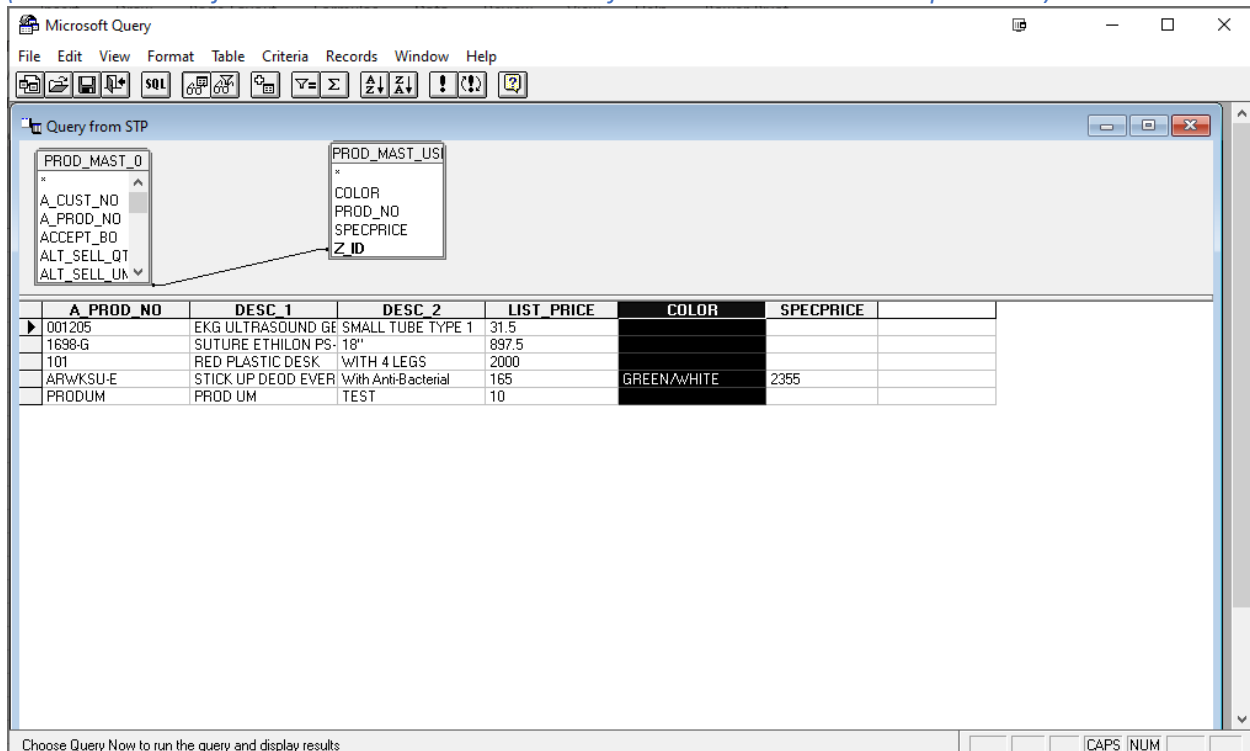 Microsoft Query
File Edit View Format Table Criteria Records Window Help
SQL
Query from STP
PROD_MAST_0
*
A_CUST_NO
A_PROD_NO
ACCEPT_BO
ALT_SELL_QT
ALT_SELL_UN
PROD_MAST_USE
*
COLOR
PROD_NO
SPECPRICE
Z_ID
A_PROD_NO DESC_1 DESC_2 LIST_PRICE COLOR SPECPRICE
001205 EKG ULTRASOUND GE SMALL TUBE TYPE 1 31.5
1698-G SUTURE ETHILON PS- 18" 897.5
101 RED PLASTIC DESK WITH 4 LEGS 2000
ARWKSU-E STICK UP DEOD EVER With Anti-Bacterial 165 GREEN/WHITE 2355
PRODUM PROD UM TEST 10
Choose Query Now to run the query and display results
CAPS NUM